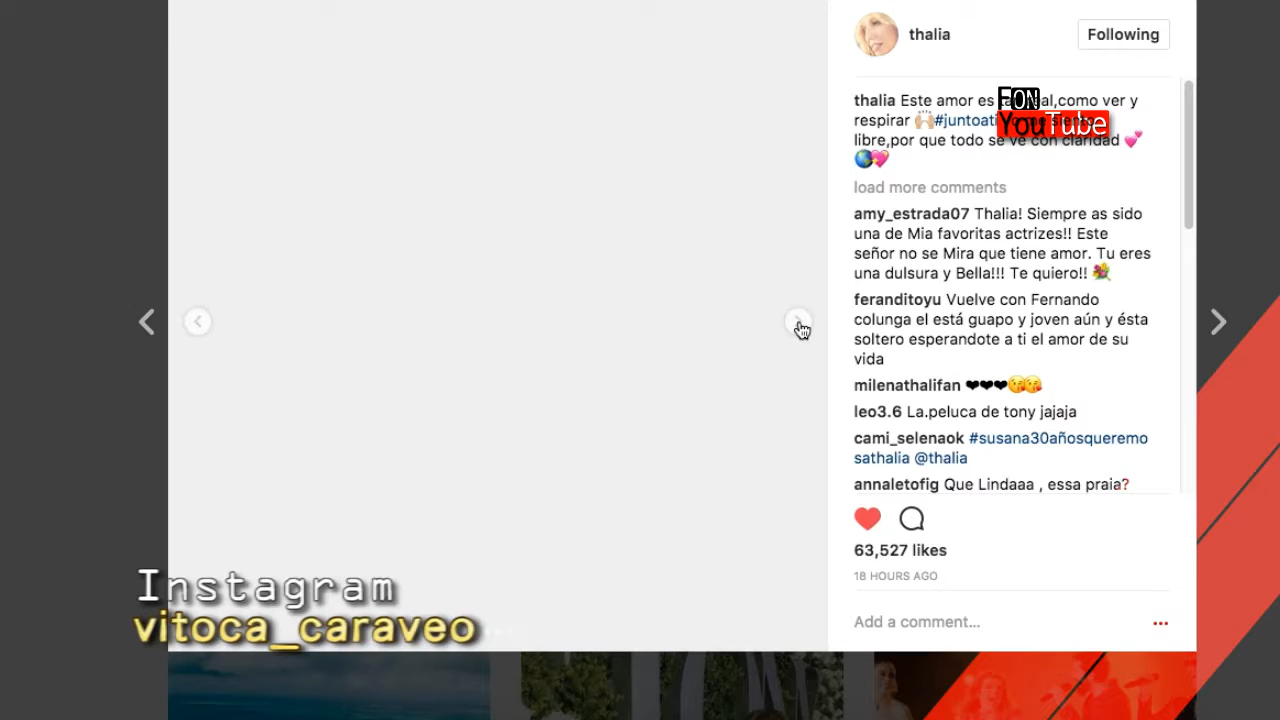 thalia
Following
thalia Este amor es ,como ver y
respirar #juntoati
libre,por que todo se ve con claridad
load more comments
amy_estrada07 Thalia! Siempre as sido
una de Mia favoritas actrizes!! Este
señor no se Mira que tiene amor. Tu eres
una dulsura y Bella!!! Te quiero!!
feranditoyu Vuelve con Fernando
colunga el está guapo y joven aún y ésta
soltero esperandote a ti el amor de su
vida
milenathalifan
leo3.6 La.peluca de tony jajaja
cami_selenaok #susana30añosqueremo
sathalia @thalia
annaletofig Que Lindaaa , essa praia?
63,527 likes
18 HOURS AGO
Add a comment...
FON
YouTube
Instagram
vitoca_caraveo